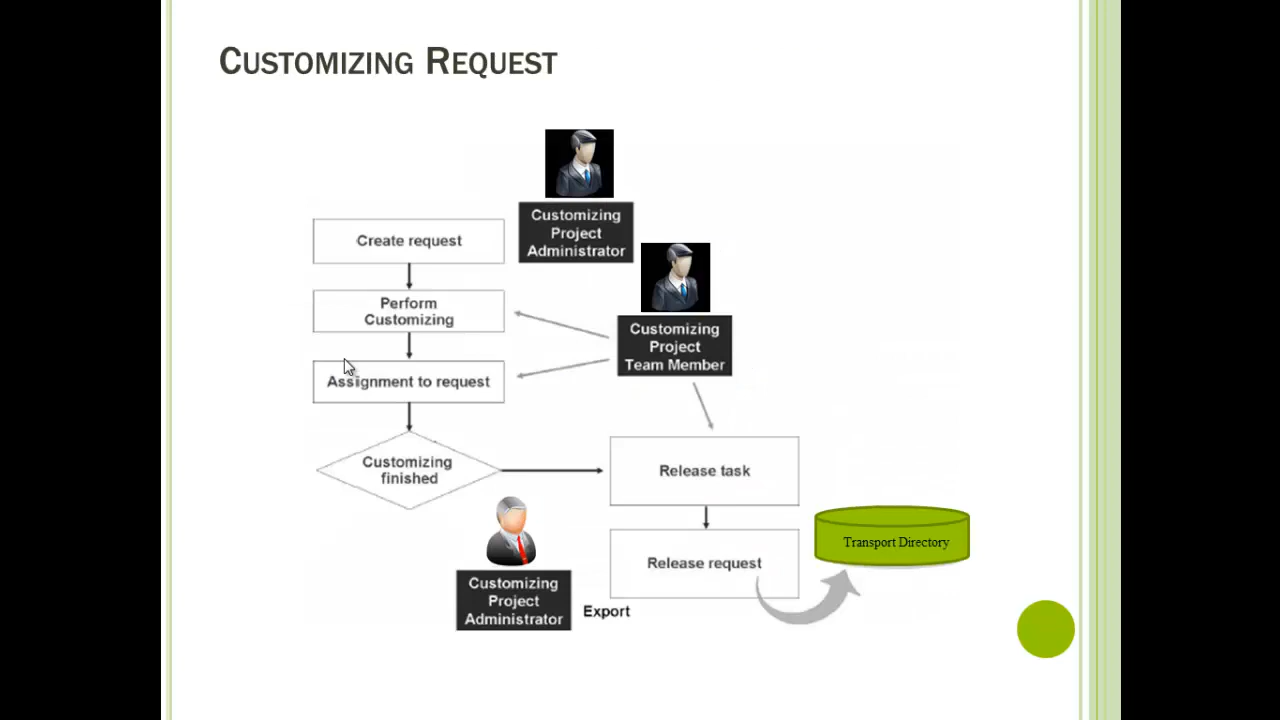 Customizing Request
Customizing
Project
Administrator
Create request
Perform
Customizing
Customizing
Project
Team Member
Assignment to request
Customizing
finished
Release task
Release request
Transport Directory
Customizing
Project
Administrator
Export